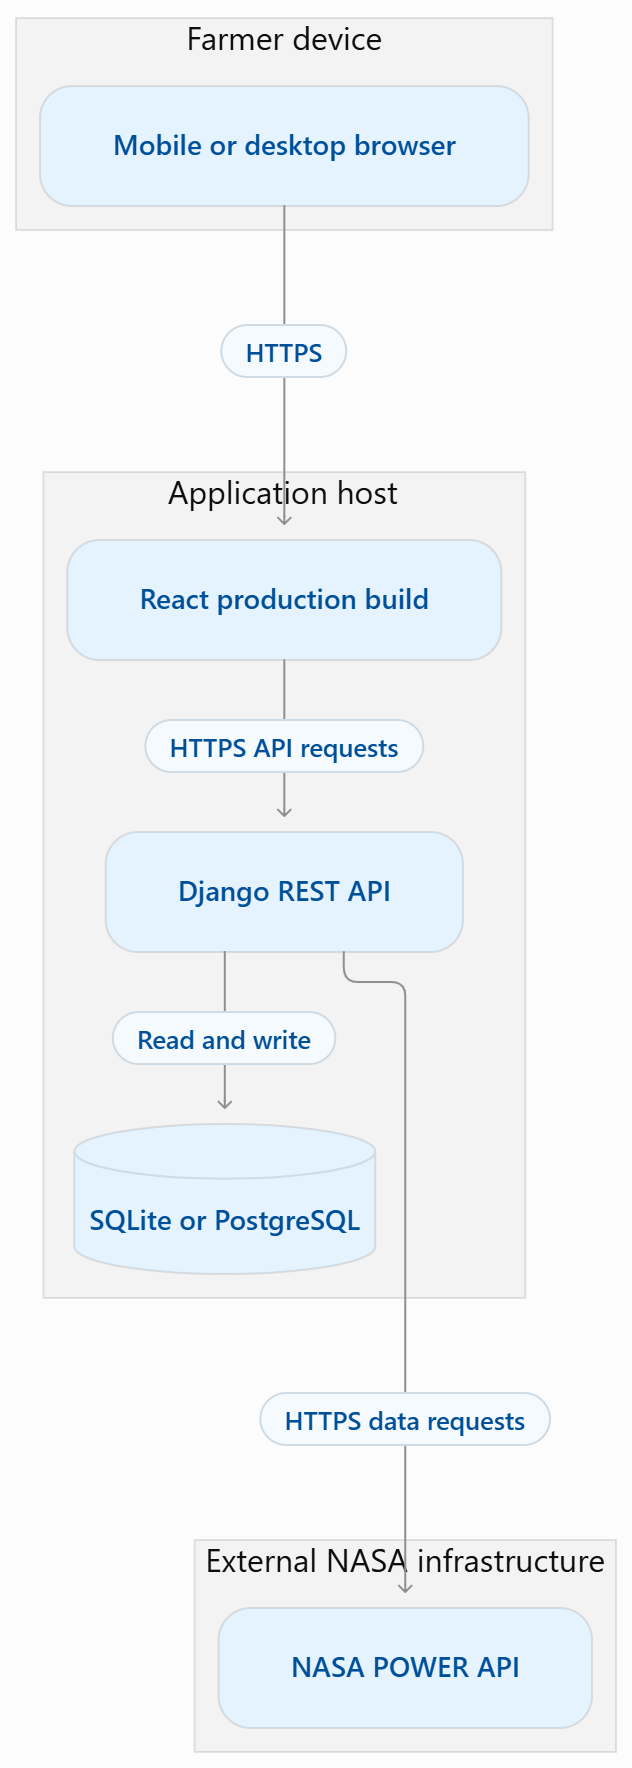 Farmer device
Mobile or desktop browser
HTTPS
Application host
React production build
HTTPS API requests
Django REST API
Read and write
SQLite or PostgreSQL
HTTPS data requests
External NASA infrastructure
NASA POWER API